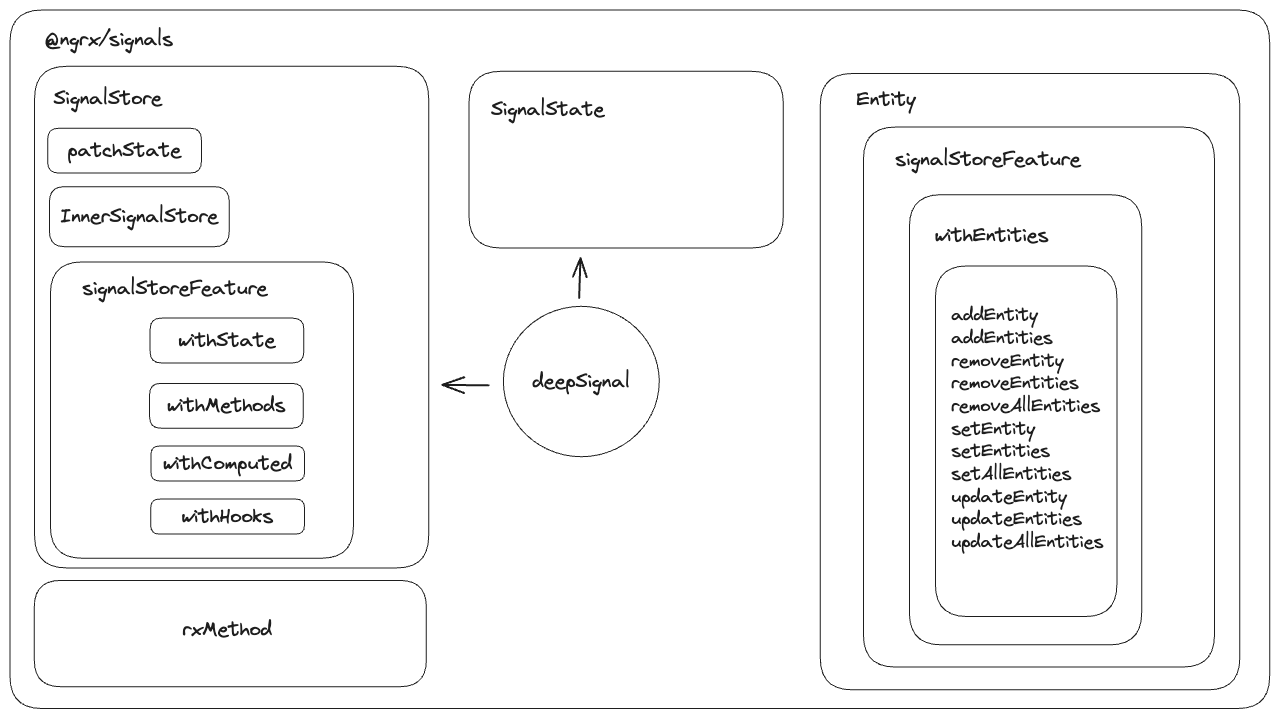 @ngrx/signals
SignalStore
patchState
InnerSignalStore
signalStoreFeature
withState
withMethods
withComputed
withHooks
rxMethod
SignalState
deepSignal
Entity
signalStoreFeature
withEntities
addEntity
addEntities
removeEntity
removeEntities
removeAllEntities
setEntity
setEntities
setAllEntities
updateEntity
updateEntities
updateAllEntities